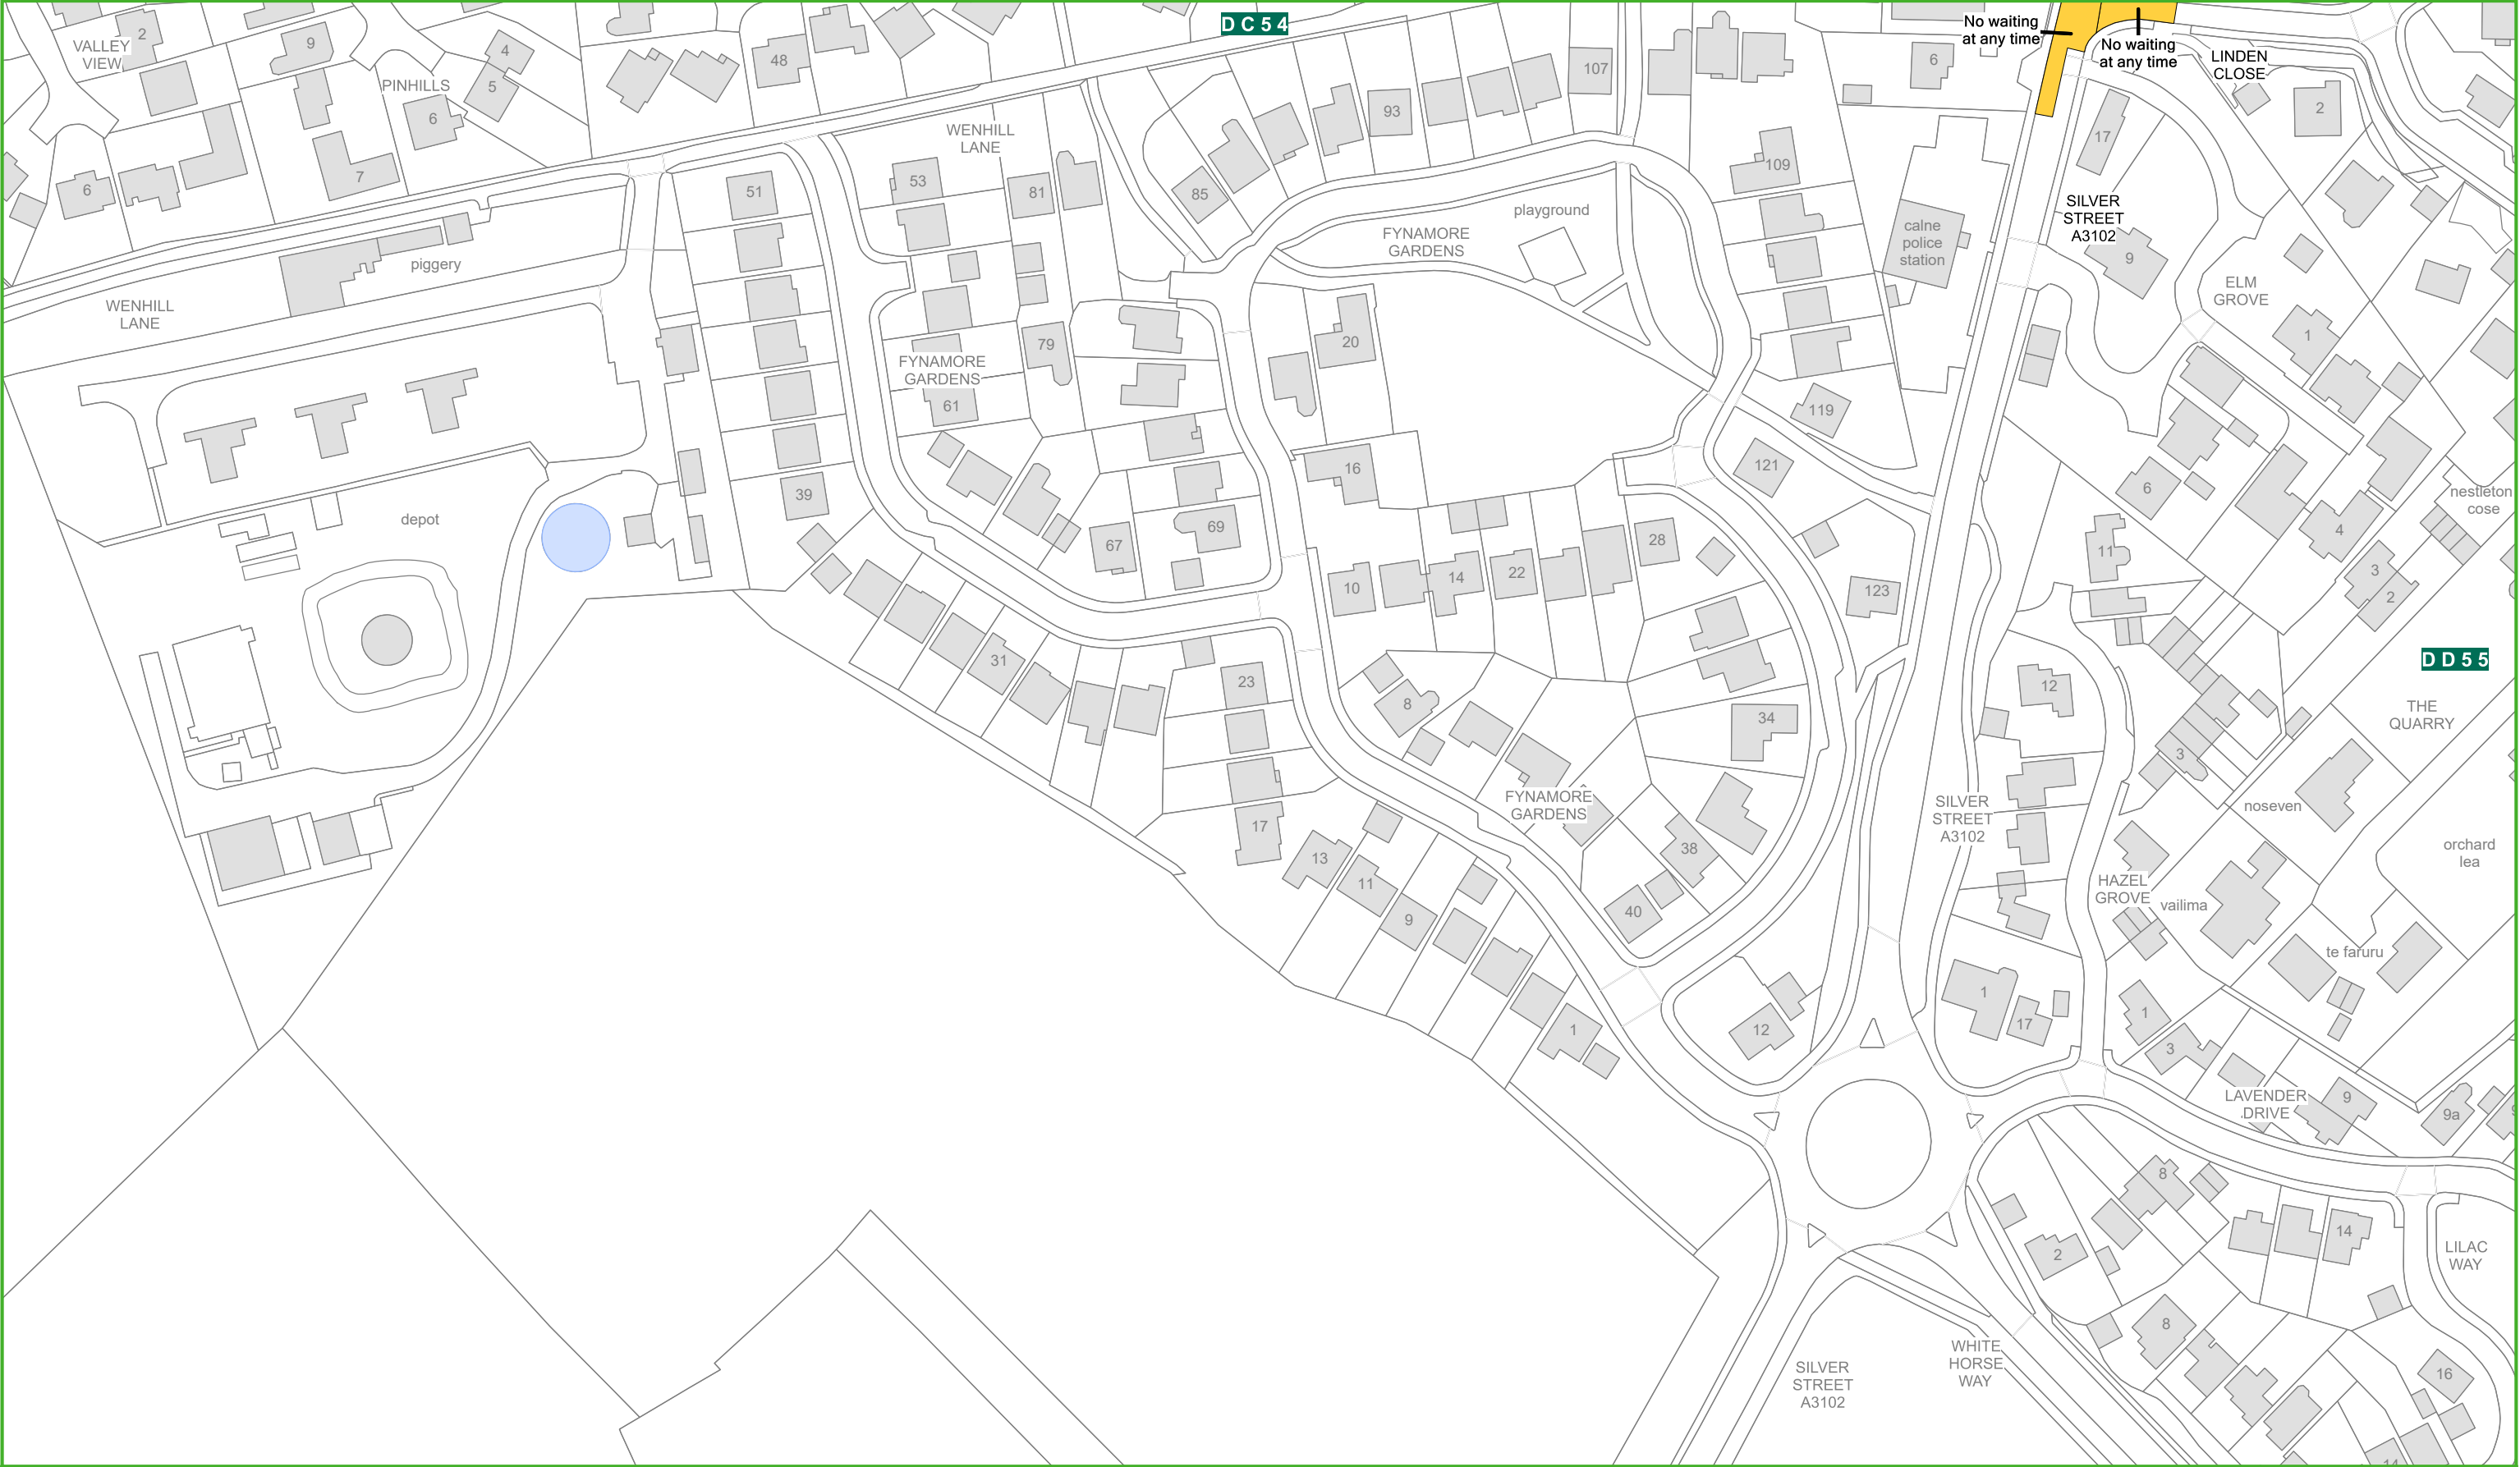 DC54
No waiting
at any time
No waiting
at any time
LINDEN
CLOSE
VALLEY
VIEW
2
9
4
5
PINHILLS
6
7
6
48
WENHILL
LANE
107
93
85
6
2
17
109
51
53
81
SILVER
STREET
A3102
9
calne
police
station
playground
FYNAMORE
GARDENS
piggery
WENHILL
LANE
ELM
GROVE
1
20
79
FYNAMORE
GARDENS
61
119
121
16
39
6
nestleton
cose
4
depot
69
67
28
14
22
10
11
3
2
123
DD55
31
23
8
12
34
THE
QUARRY
3
FYNAMORE
GARDENS
SILVER
STREET
A3102
noseven
17
13
11
9
38
40
orchard
lea
HAZEL
GROVE
vailima
te faruru
1
12
1
17
1
3
LAVENDER
DRIVE
9
9a
9
8
2
14
LILAC
WAY
8
WHITE
HORSE
WAY
SILVER
STREET
A3102
16
14